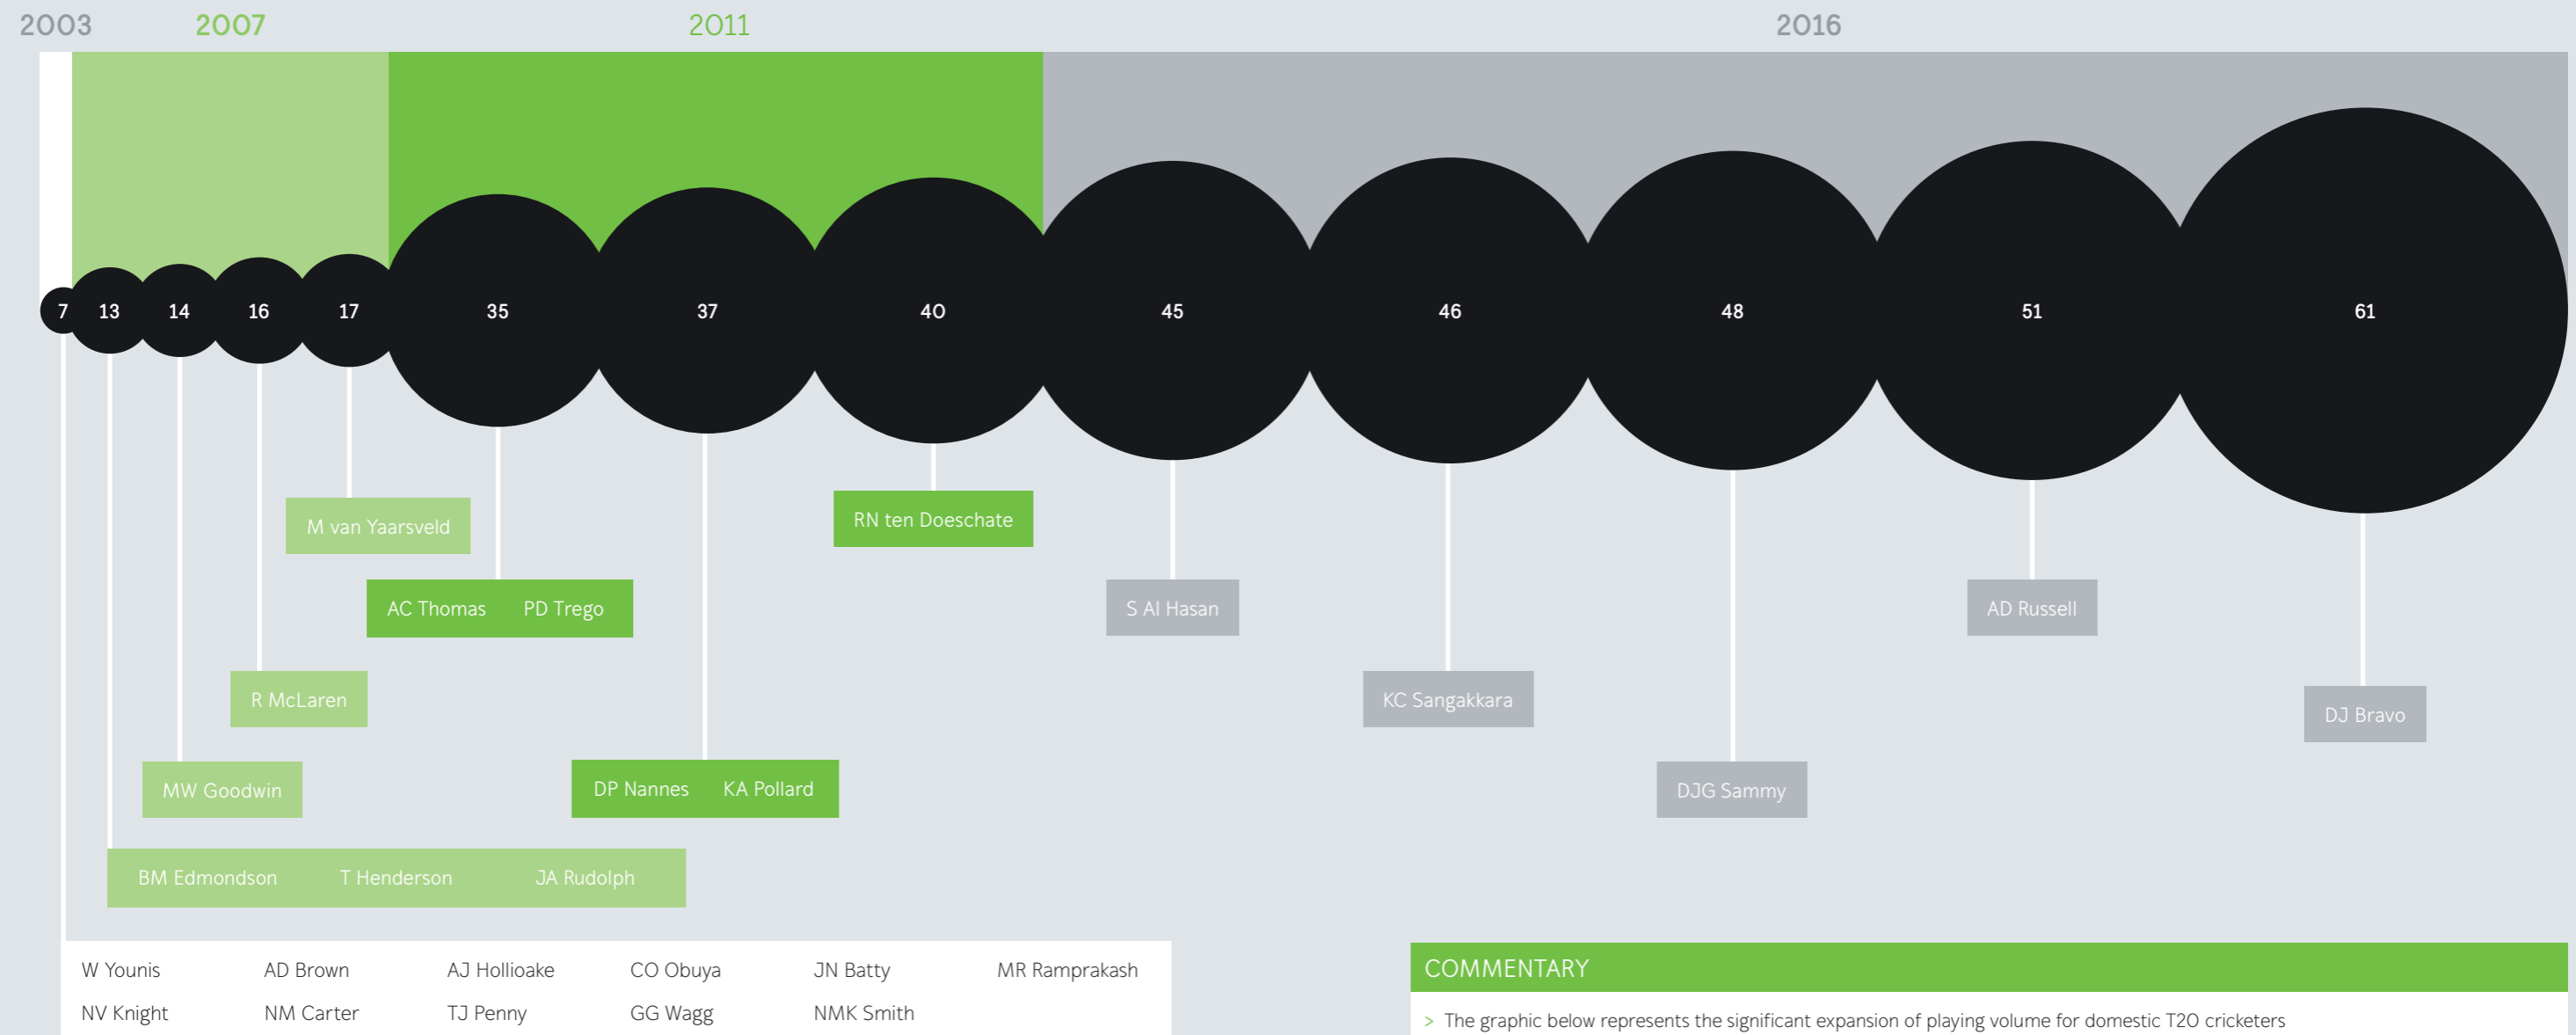 2003 2007 2011 2016
7 13 14 16 17 35 37 40 45 46 48 51 61
M van Yaarsveld
RN ten Doeschate
AC Thomas PD Trego
S Al Hasan
AD Russell
R McLaren
KC Sangakkara
DJ Bravo
MW Goodwin
DP Nannes KA Pollard
DJG Sammy
BM Edmondson T Henderson JA Rudolph
W Younis AD Brown AJ Hollioake CO Obuya JN Batty MR Ramprakash
NV Knight NM Carter TJ Penny GG Wagg NMK Smith
COMMENTARY
> The graphic below represents the significant expansion of playing volume for domestic T20 cricketers